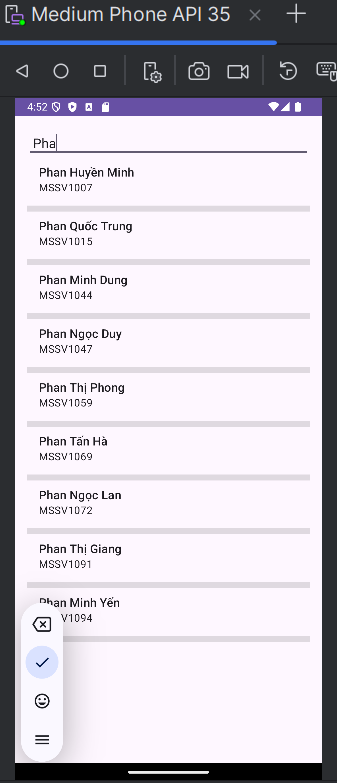 Medium Phone API 35
4:52
Pha
Phan Huyền Minh
MSSV1007
Phan Quốc Trung
MSSV1015
Phan Minh Dung
MSSV1044
Phan Ngọc Duy
MSSV1047
Phan Thị Phong
MSSV1059
Phan Tấn Hà
MSSV1069
Phan Ngọc Lan
MSSV1072
Phan Thị Giang
MSSV1091
Phan Minh Yến
1094